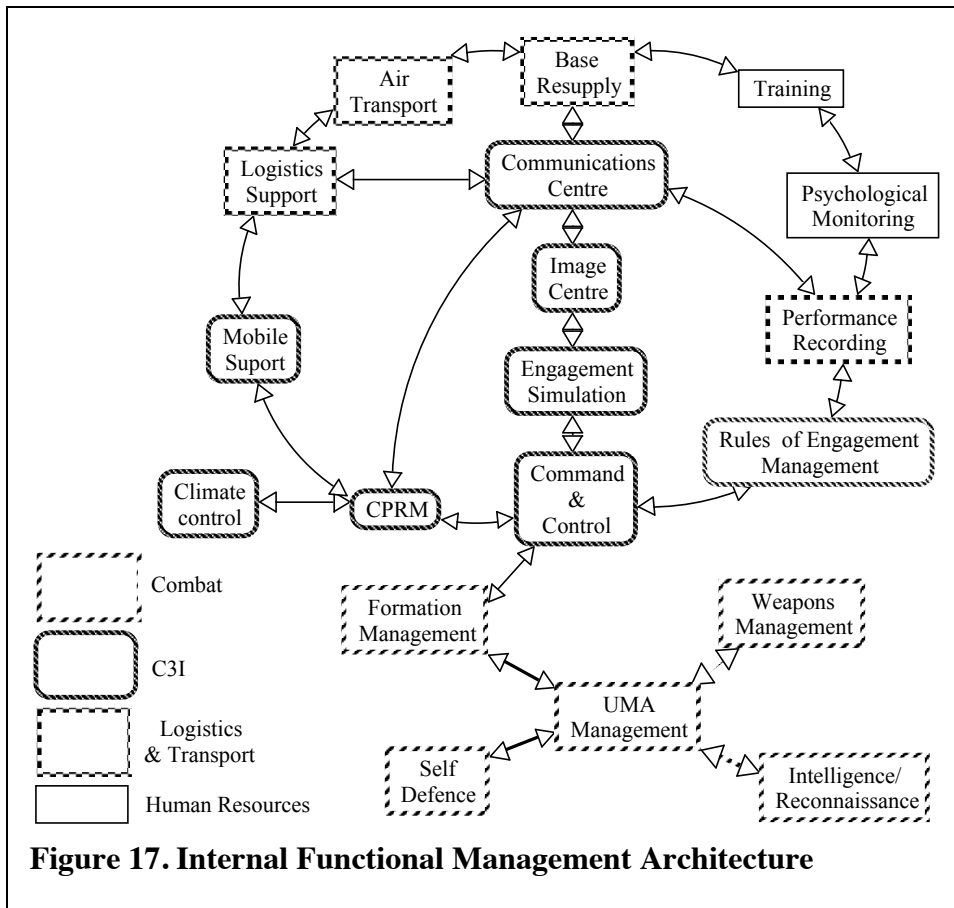 Base
Resupply
Air
Transport
Training
Communications
Centre
Logistics
Support
Psychological
Monitoring
Image
Centre
Performance
Recording
Mobile
Suport
Engagement
Simulation
Rules of Engagement
Management
Command
&
Control
Climate
control
CPRM
Combat
Formation
Management
Weapons
Management
C3I
UMA
Management
Logistics
& Transport
Self
Defence
Intelligence/
Reconnaissance
Human Resources
Figure 17. Internal Functional Management Architecture